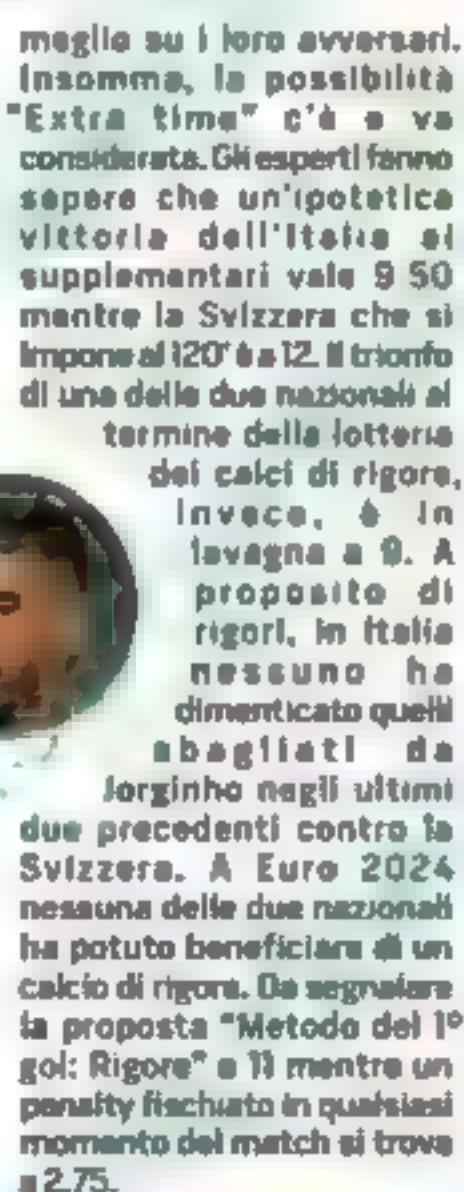 meglio su i loro avversari.
Insomma, la possibilità
"Extra time" c'è e va
considerata. Gli esperti fanno
sapere che un'ipotetica
vittoria dell'Italia ai
supplementari vale 9 50
mentre la Svizzera che si
impone al 120' è a 12. Il trionfo
di una delle due nazionali al
termine della lotteria
dei calci di rigore,
invece, è in
lavagna a 9. A
proposito di
rigori, in Italia
nessuno ha
dimenticato quelli
sbagliati da
Jorginho negli ultimi
due precedenti contro la
Svizzera. A Euro 2024
nessuna delle due nazionali
ha potuto beneficiare di un
calcio di rigore. Da segnalare
la proposta "Metodo del 1°
gol: Rigore" a 11 mentre un
penalty fischiato in qualsiasi
momento del match si trova
a 2.75.